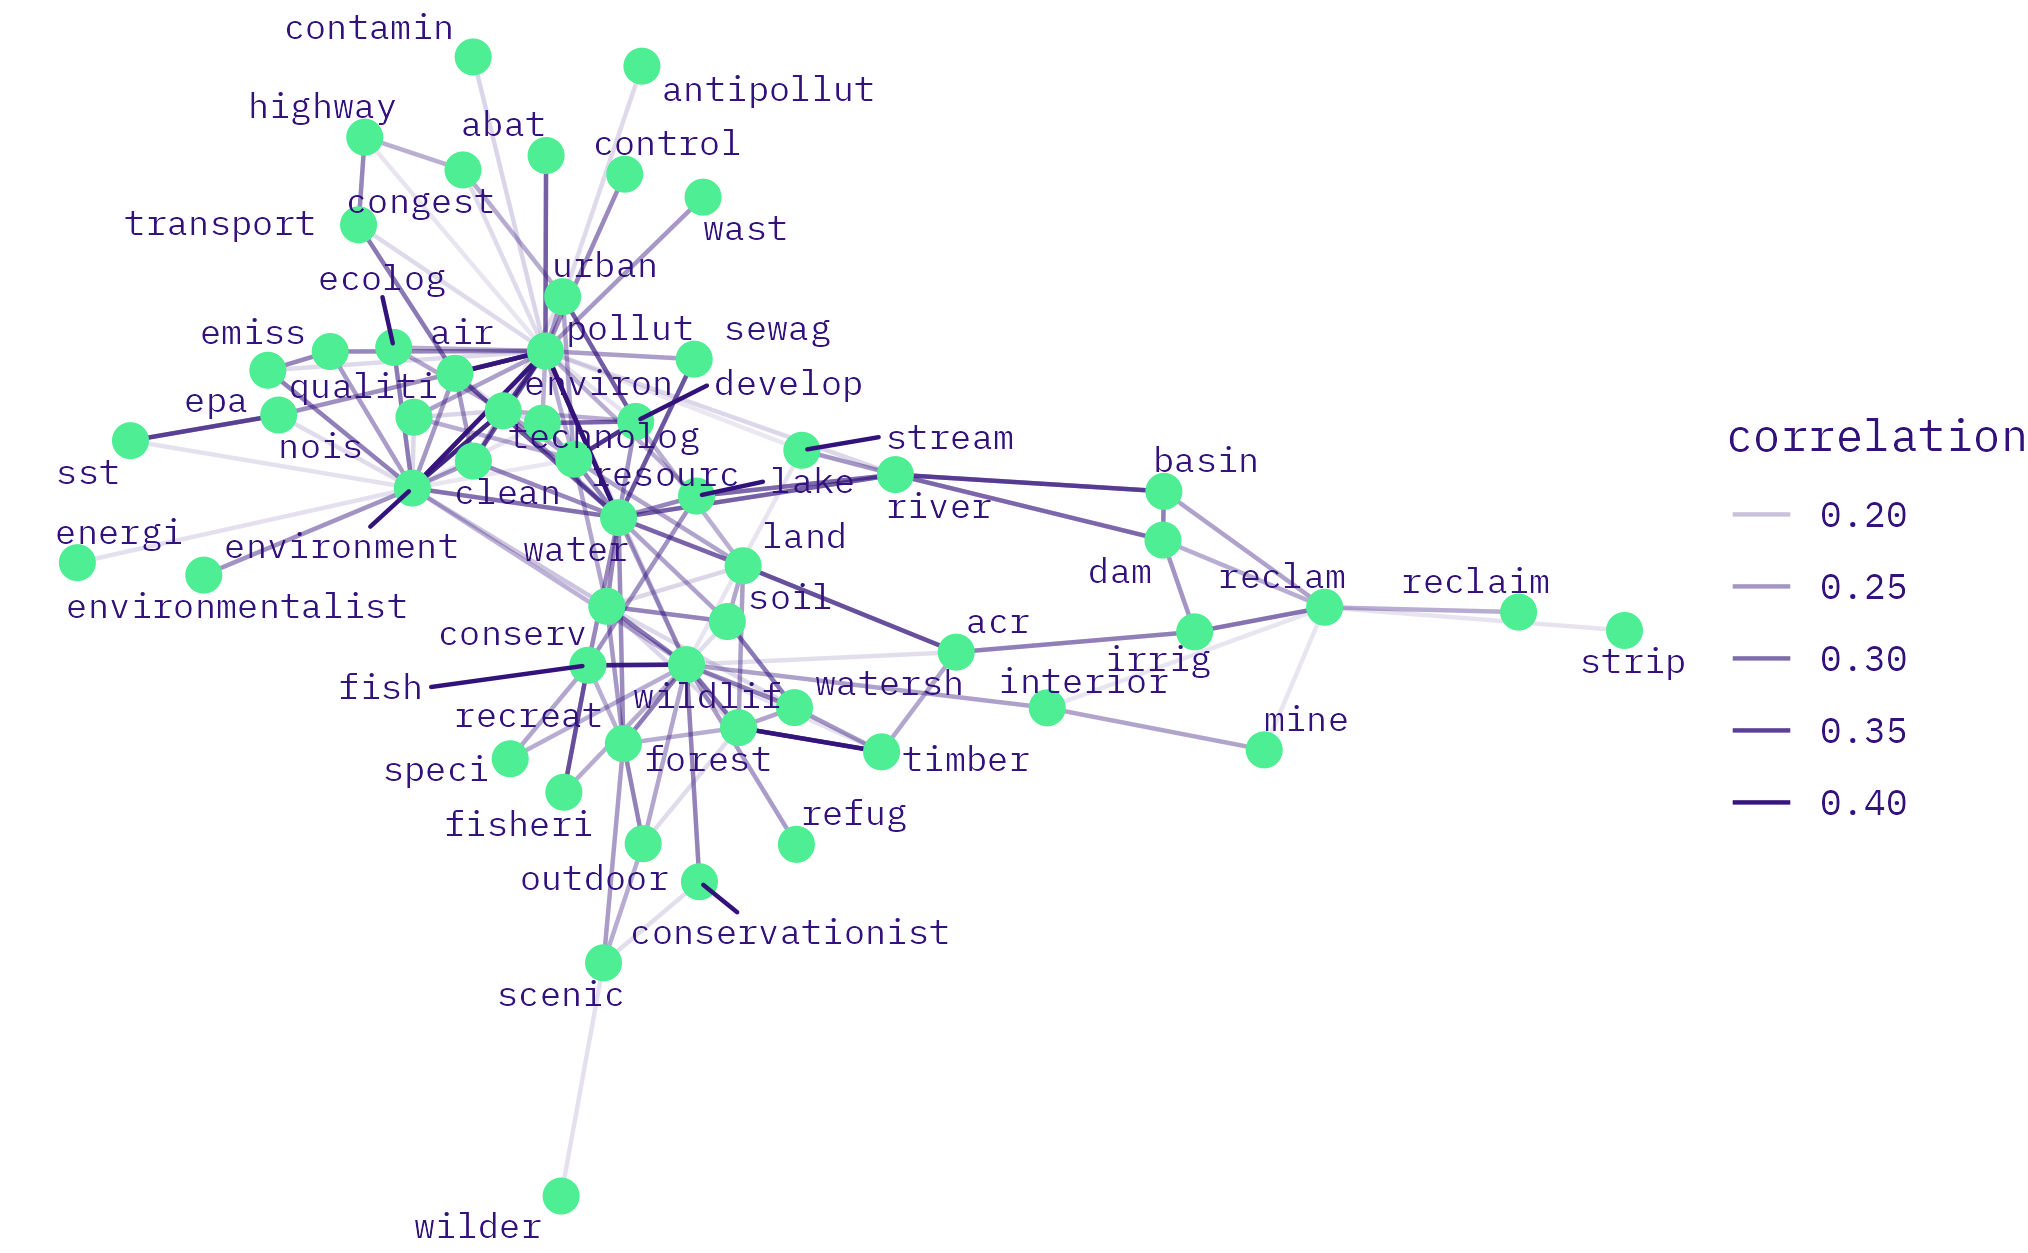 contamin
antipollut
highway
abat
control
congest
transport
wast
urban
ecolog
emiss
air
pollut
sewag
qualiti
environ
develop
epa
nois
technolog
stream
sst
clean
resourc
lake
river
basin
energi
environment
water
land
dam
reclam
reclaim
environmentalist
soil
conserv
acr
irrig
strip
fish
wildlif
watersh
interior
recreat
mine
speci
forest
timber
fisheri
refug
outdoor
conservationist
scenic
wilder
correlation
0.20
0.25
0.30
0.35
0.40